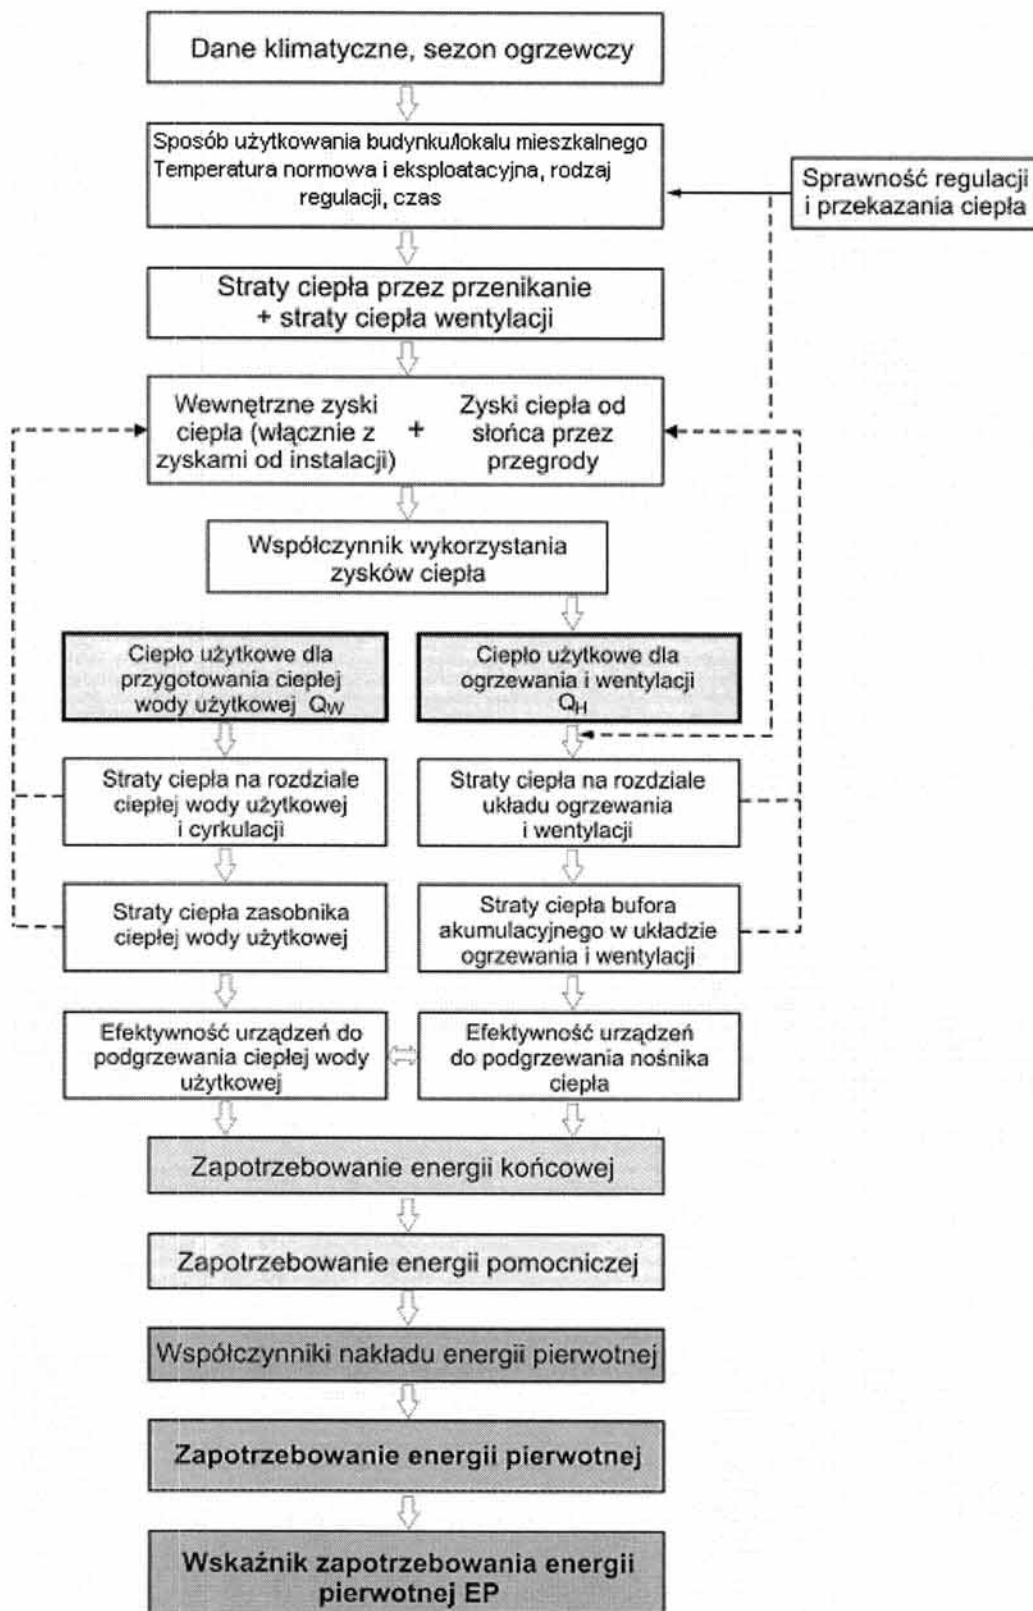 Dane klimatyczne, sezon ogrzewczy
Sposób użytkowania budynku/lokalu mieszkalnego
Temperatura normowa i eksploatacyjna, rodzaj
regulacji, czas
Sprawność regulacji
i przekazania ciepła
Straty ciepła przez przenikanie
+ straty ciepła wentylacji
Wewnętrzne zyski
ciepła (włącznie z
zyskami od instalacji)
+
Zyski ciepła od
słońca przez
przegrody
Współczynnik wykorzystania
zysków ciepła
Ciepło użytkowe dla
przygotowania ciepłej
wody użytkowej QW
Ciepło użytkowe dla
ogrzewania i wentylacji
QH
Straty ciepła na rozdziale
ciepłej wody użytkowej
i cyrkulacji
Straty ciepła na rozdziale
układu ogrzewania
i wentylacji
Straty ciepła zasobnika
ciepłej wody użytkowej
Straty ciepła bufora
akumulacyjnego w układzie
ogrzewania i wentylacji
Efektywność urządzeń do
podgrzewania ciepłej wody
użytkowej
Efektywność urządzeń
do podgrzewania nośnika
ciepła
Zapotrzebowanie energii końcowej
Zapotrzebowanie energii pomocniczej
Współczynniki nakładu energii pierwotnej
Zapotrzebowanie energii pierwotnej
Wskaźnik zapotrzebowania energii
pierwotnej EP